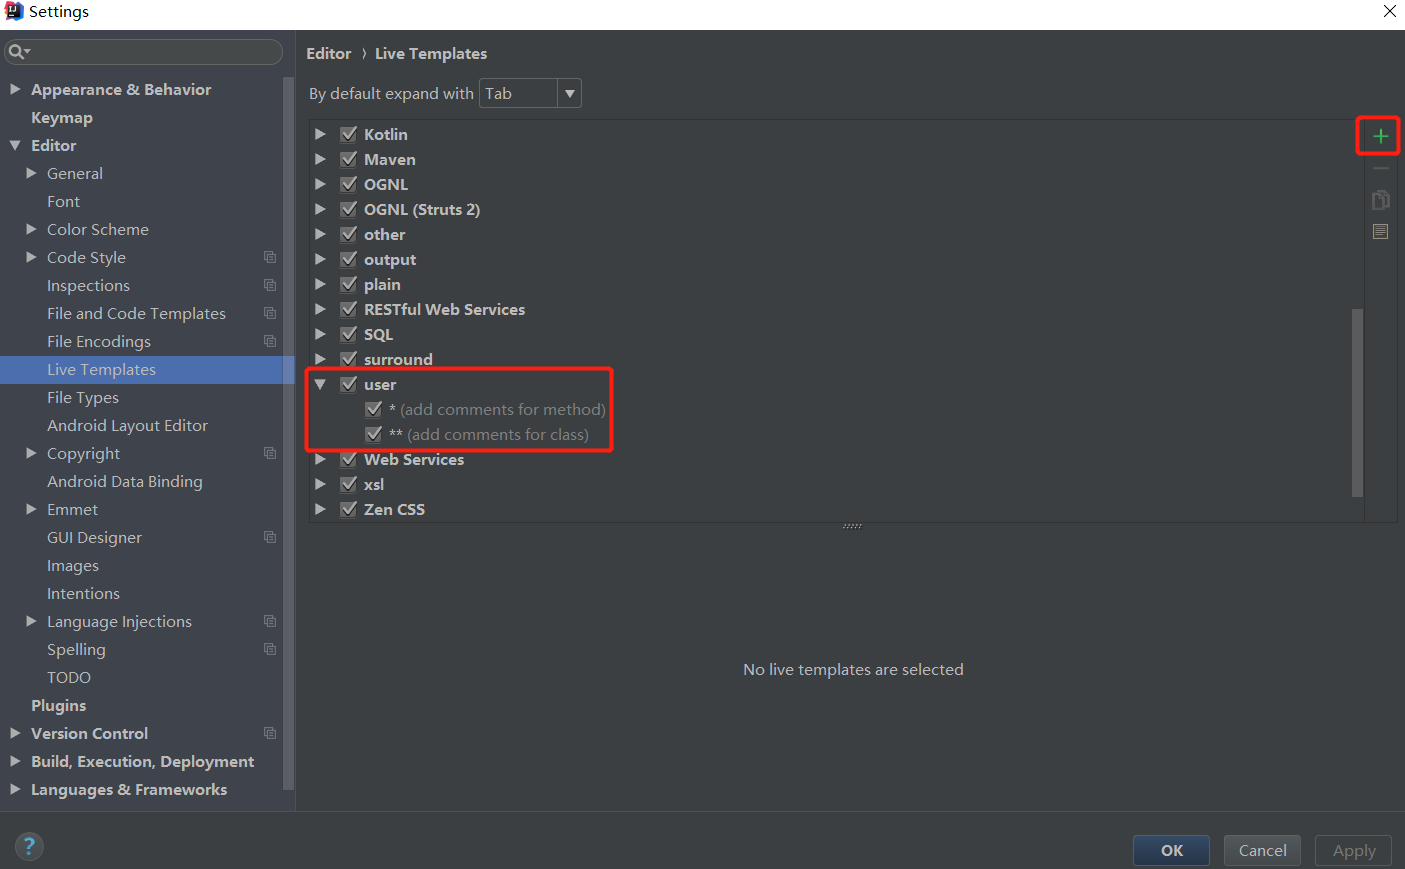 Settings
Editor › Live Templates
By default expand with Tab
Appearance & Behavior
Keymap
Editor
General
Font
Color Scheme
Code Style
Inspections
File and Code Templates
File Encodings
Live Templates
File Types
Android Layout Editor
Copyright
Android Data Binding
Emmet
GUI Designer
Images
Intentions
Language Injections
Spelling
TODO
Plugins
Version Control
Build, Execution, Deployment
Languages & Frameworks
Kotlin
Maven
OGNL
OGNL (Struts 2)
other
output
plain
RESTful Web Services
SQL
surround
user
* (add comments for method)
** (add comments for class)
Web Services
xsl
Zen CSS
No live templates are selected
?
OK
Cancel
Apply